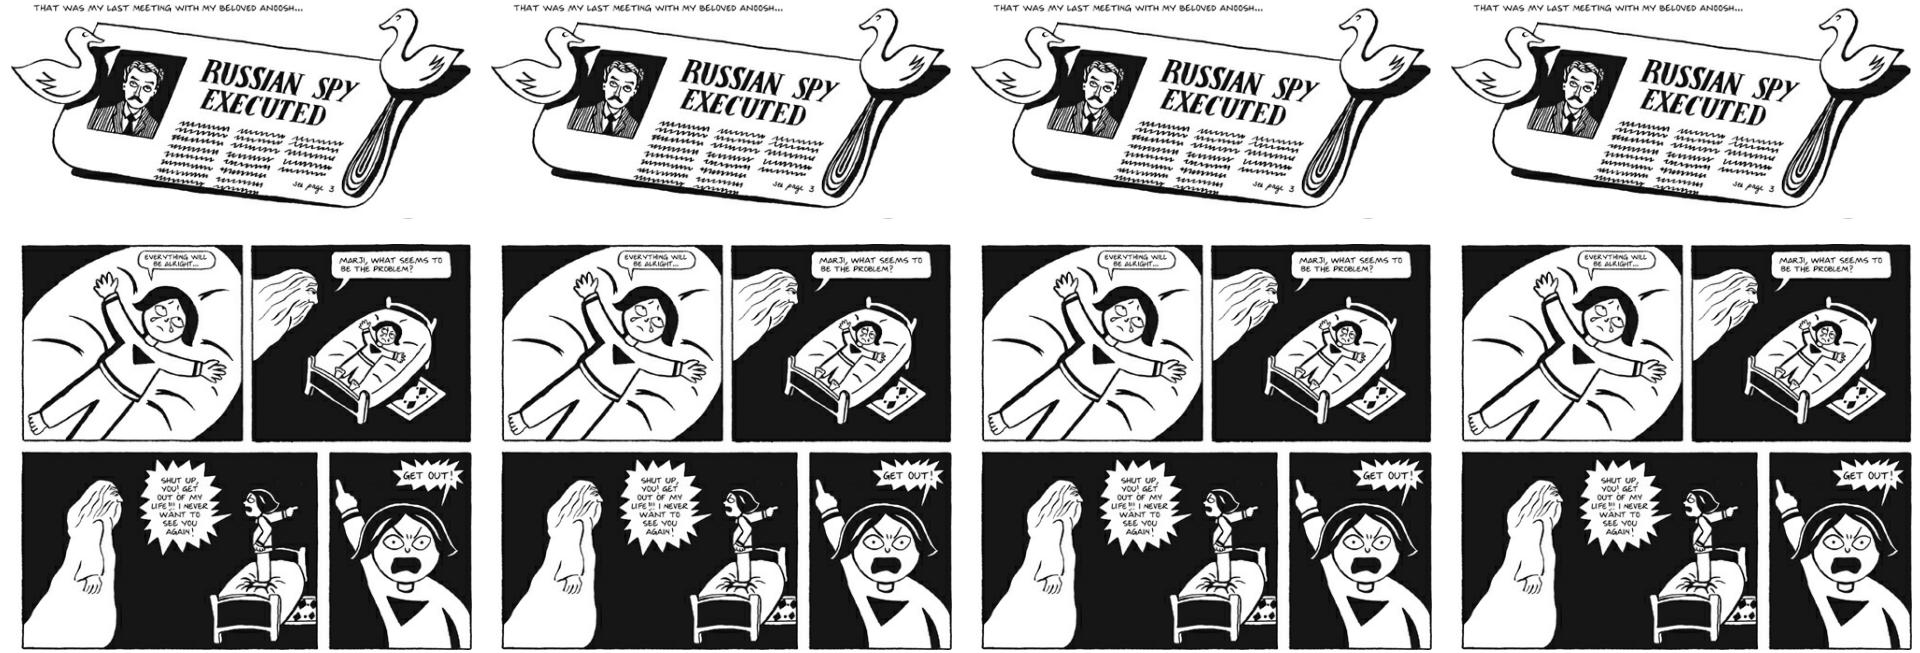 THAT WAS MY LAST MEETING WITH MY BELOVED ANOOSH...
RUSSIAN SPY
EXECUTED
see page 3
EVERYTHING WILL
BE ALRIGHT...
MARJI, WHAT SEEMS TO
BE THE PROBLEM?
SHUT UP,
YOU! GET
OUT OF MY
LIFE!!! I NEVER
WANT TO
SEE YOU
AGAIN!
GET OUT!
THAT WAS MY LAST MEETING WITH MY BELOVED ANOOSH...
RUSSIAN SPY
EXECUTED
see page 3
EVERYTHING WILL
BE ALRIGHT...
MARJI, WHAT SEEMS TO
BE THE PROBLEM?
SHUT UP,
YOU! GET
OUT OF MY
LIFE!!! I NEVER
WANT TO
SEE YOU
AGAIN!
GET OUT!
THAT WAS MY LAST MEETING WITH MY BELOVED ANOOSH...
RUSSIAN SPY
EXECUTED
see page 3
EVERYTHING WILL
BE ALRIGHT...
MARJI, WHAT SEEMS TO
BE THE PROBLEM?
SHUT UP,
YOU! GET
OUT OF MY
LIFE!!! I NEVER
WANT TO
SEE YOU
AGAIN!
GET OUT!
THAT WAS MY LAST MEETING WITH MY BELOVED ANOOSH...
RUSSIAN SPY
EXECUTED
see page 3
EVERYTHING WILL
BE ALRIGHT...
MARJI, WHAT SEEMS TO
BE THE PROBLEM?
SHUT UP,
YOU! GET
OUT OF MY
LIFE!!! I NEVER
WANT TO
SEE YOU
AGAIN!
GET OUT!